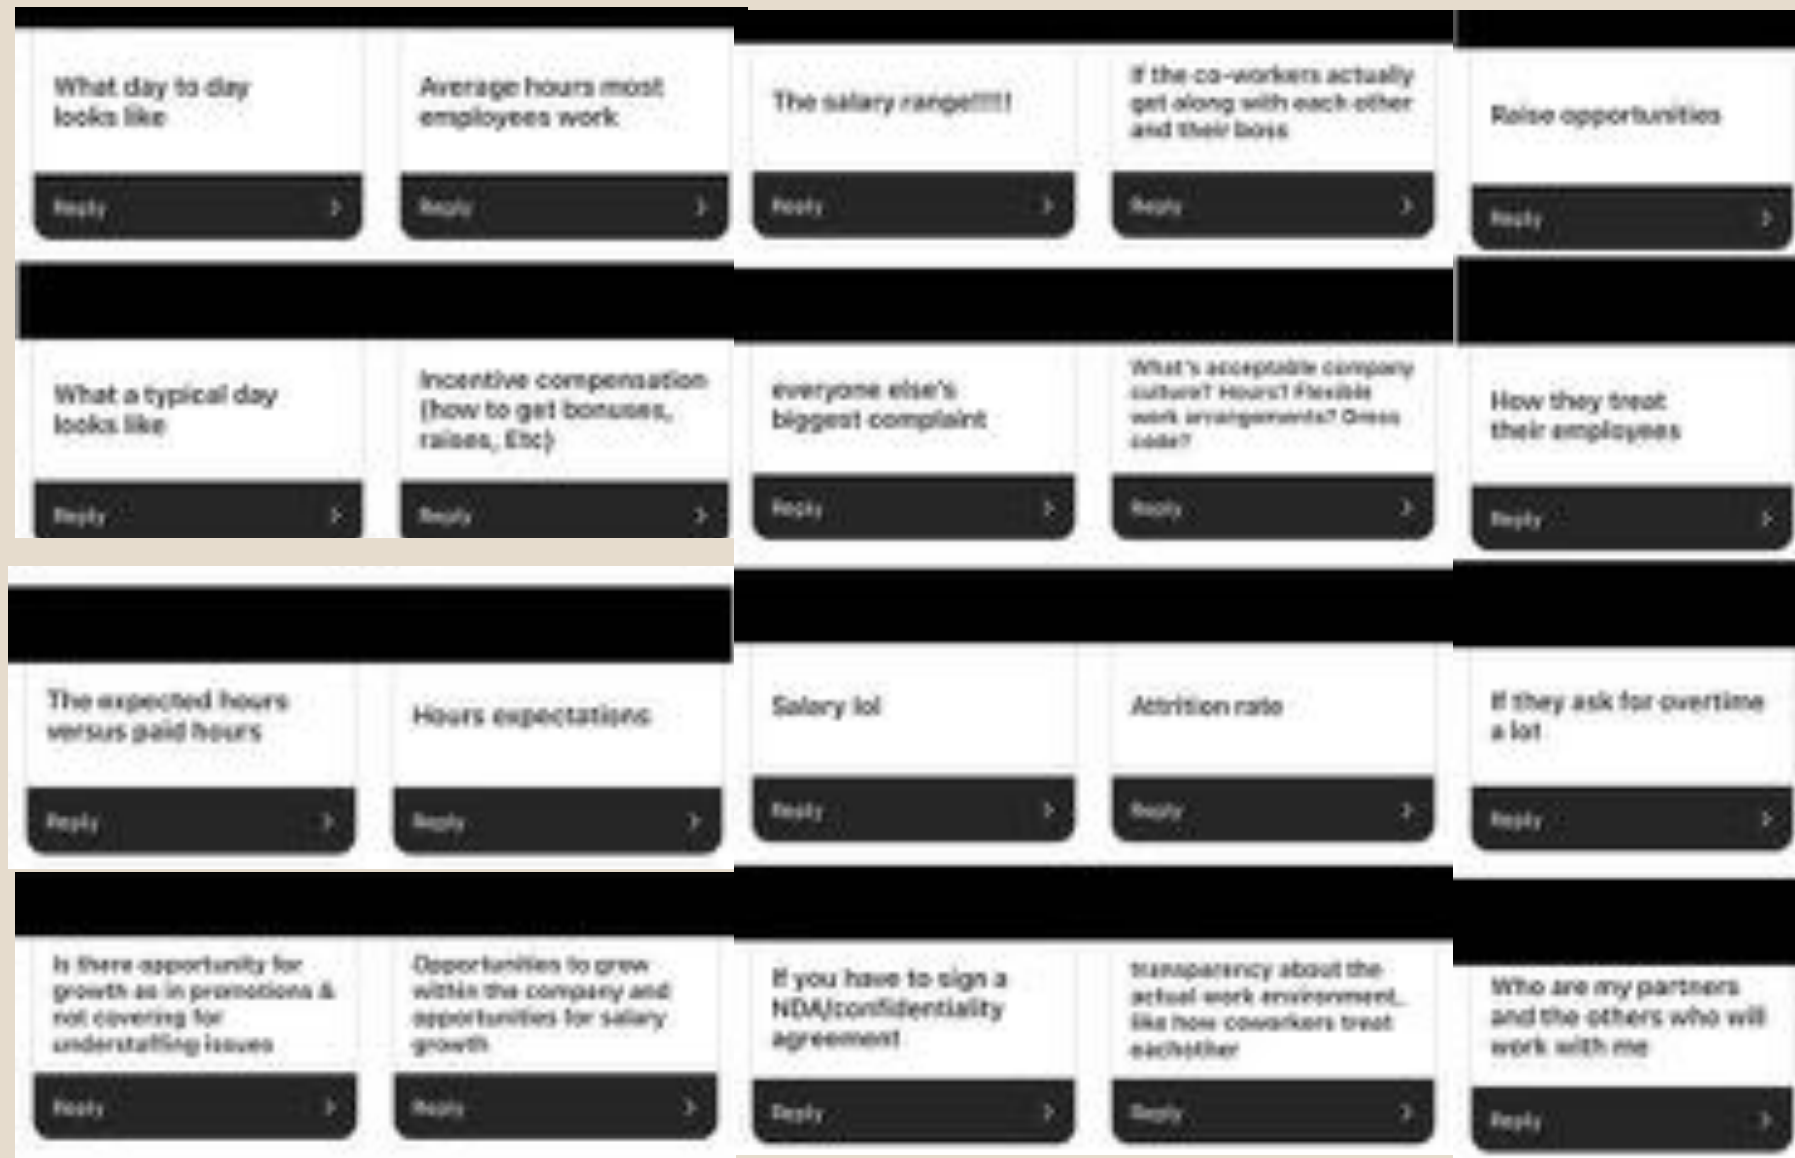 What day to day
looks like
Reply
Average hours most
employees work
Reply
The salary range!!!!!
Reply
If the co-workers actually
get along with each other
and their boss
Reply
Raise opportunities
Reply
What a typical day
looks like
Reply
Incentive compensation
(how to get bonuses,
raises, Etc)
Reply
everyone else's
biggest complaint
Reply
What's acceptable company
culture? Hours? Flexible
work arrangements? Dress
code?
Reply
How they treat
their employees
Reply
The expected hours
versus paid hours
Reply
Hours expectations
Reply
Salary lol
Reply
Attrition rate
Reply
If they ask for overtime
a lot
Reply
Is there opportunity for
growth as in promotions &
not covering for
understaffing issues
Reply
Opportunities to grow
within the company and
opportunities for salary
growth
Reply
If you have to sign a
NDA/confidentiality
agreement
Reply
transparency about the
actual work environment..
like how coworkers treat
eachother
Reply
Who are my partners
and the others who will
work with me
Reply